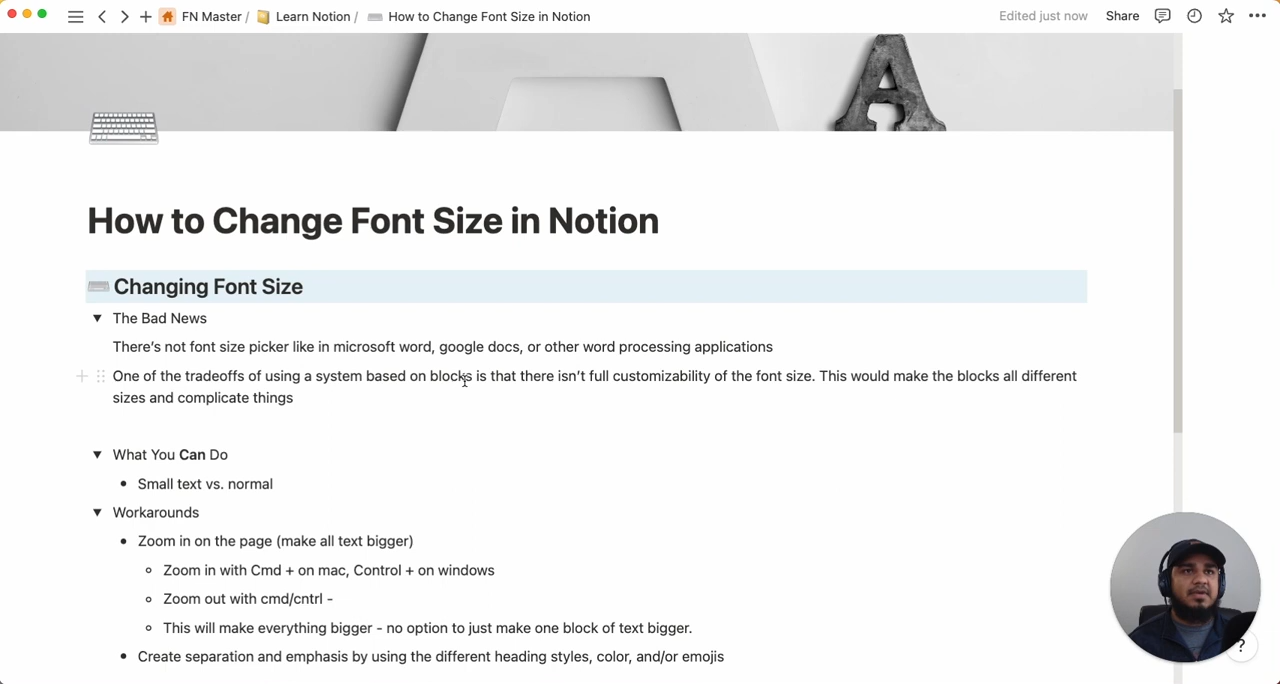 FN Master / Learn Notion / How to Change Font Size in Notion
Edited just now Share
A
How to Change Font Size in Notion
Changing Font Size
The Bad News
There's not font size picker like in microsoft word, google docs, or other word processing applications
One of the tradeoffs of using a system based on blocks is that there isn't full customizability of the font size. This would make the blocks all different
sizes and complicate things
What You Can Do
• Small text vs. normal
Workarounds
• Zoom in on the page (make all text bigger)
◦ Zoom in with Cmd + on mac, Control + on windows
◦ Zoom out with cmd/cntrl -
◦ This will make everything bigger - no option to just make one block of text bigger.
• Create separation and emphasis by using the different heading styles, color, and/or emojis
?